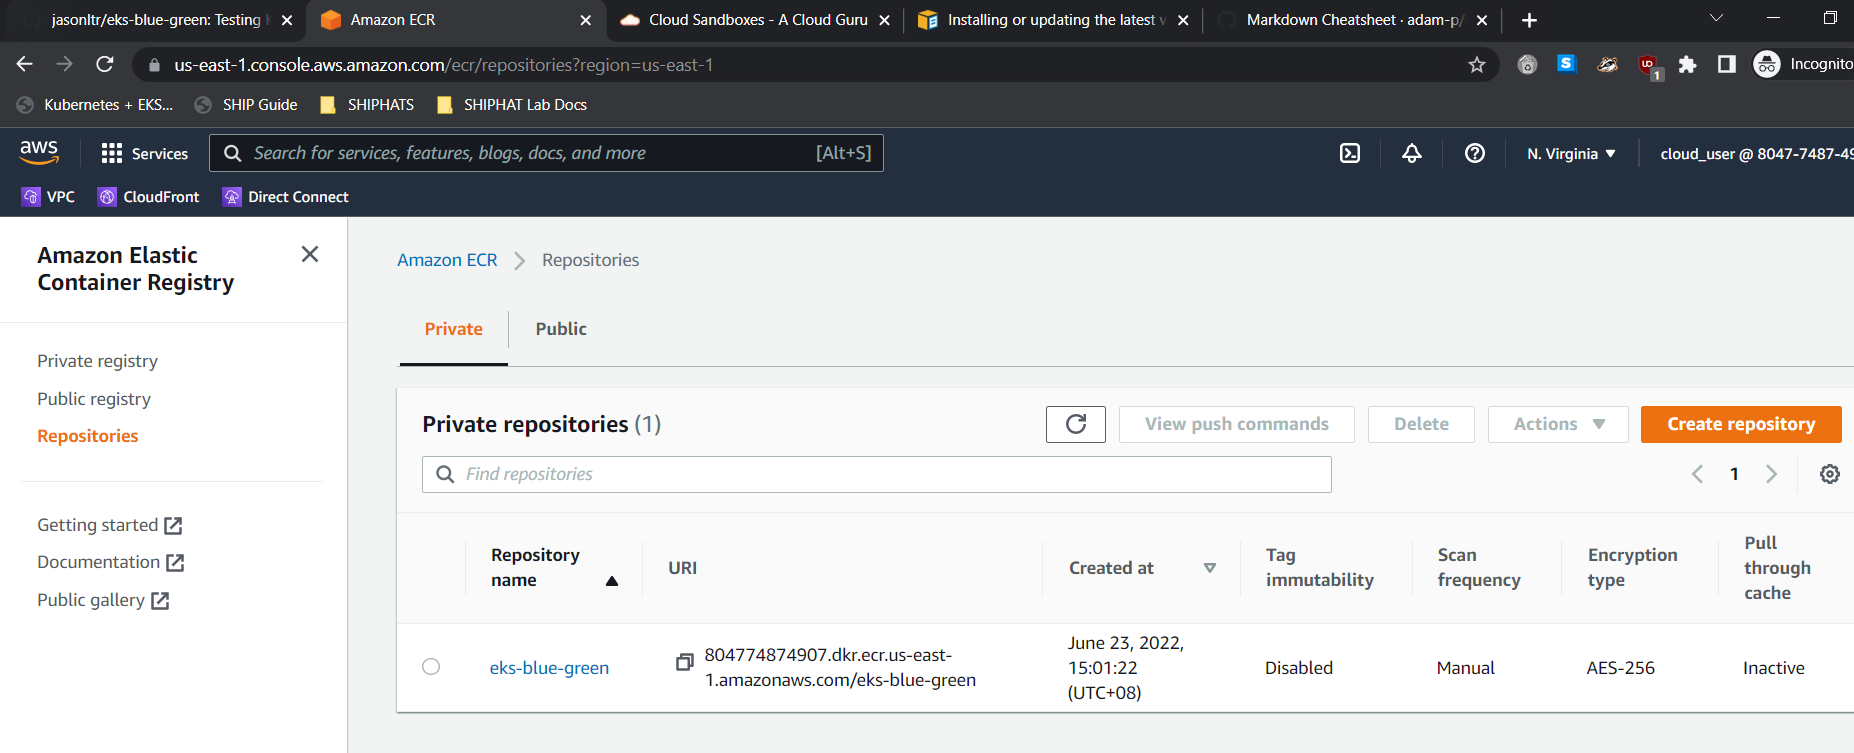 jasonltr/eks-blue-green: Testing
Amazon ECR
Cloud Sandboxes - A Cloud Guru
Installing or updating the latest v
Markdown Cheatsheet · adam-p/
us-east-1.console.aws.amazon.com/ecr/repositories?region=us-east-1
S
1
Incognito
Kubernetes + EKS...
SHIP Guide
SHIPHATS
SHIPHAT Lab Docs
aws
Services
Search for services, features, blogs, docs, and more
[Alt+S]
N. Virginia
cloud_user @ 8047-7487-49
VPC
CloudFront
Direct Connect
Amazon Elastic
Container Registry
Private registry
Public registry
Repositories
Getting started
Documentation
Public gallery
Amazon ECR
Repositories
Private
Public
Private repositories (1)
View push commands
Delete
Actions
Create repository
Find repositories
1
Repository
name
URI
Created at
Tag
immutability
Scan
frequency
Encryption
type
Pull
through
cache
eks-blue-green
804774874907.dkr.ecr.us-east-
1.amazonaws.com/eks-blue-green
June 23, 2022,
15:01:22
(UTC+08)
Disabled
Manual
AES-256
Inactive